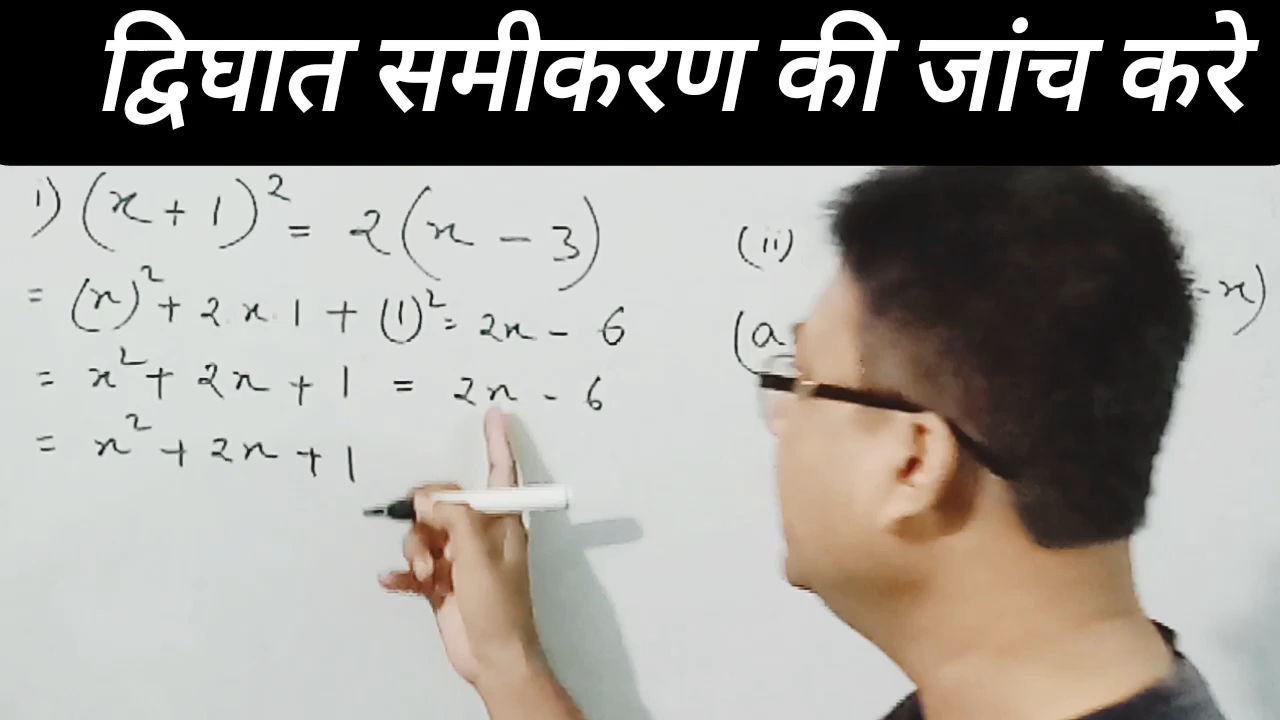 द्विघात समीकरण की जांच करे
i) (x + 1)² = 2(x - 3)
= (x)² + 2 x 1 + (1)² = 2x - 6
= x² + 2x + 1 = 2x - 6
= x² + 2x + 1
(ii)
- x)
(a